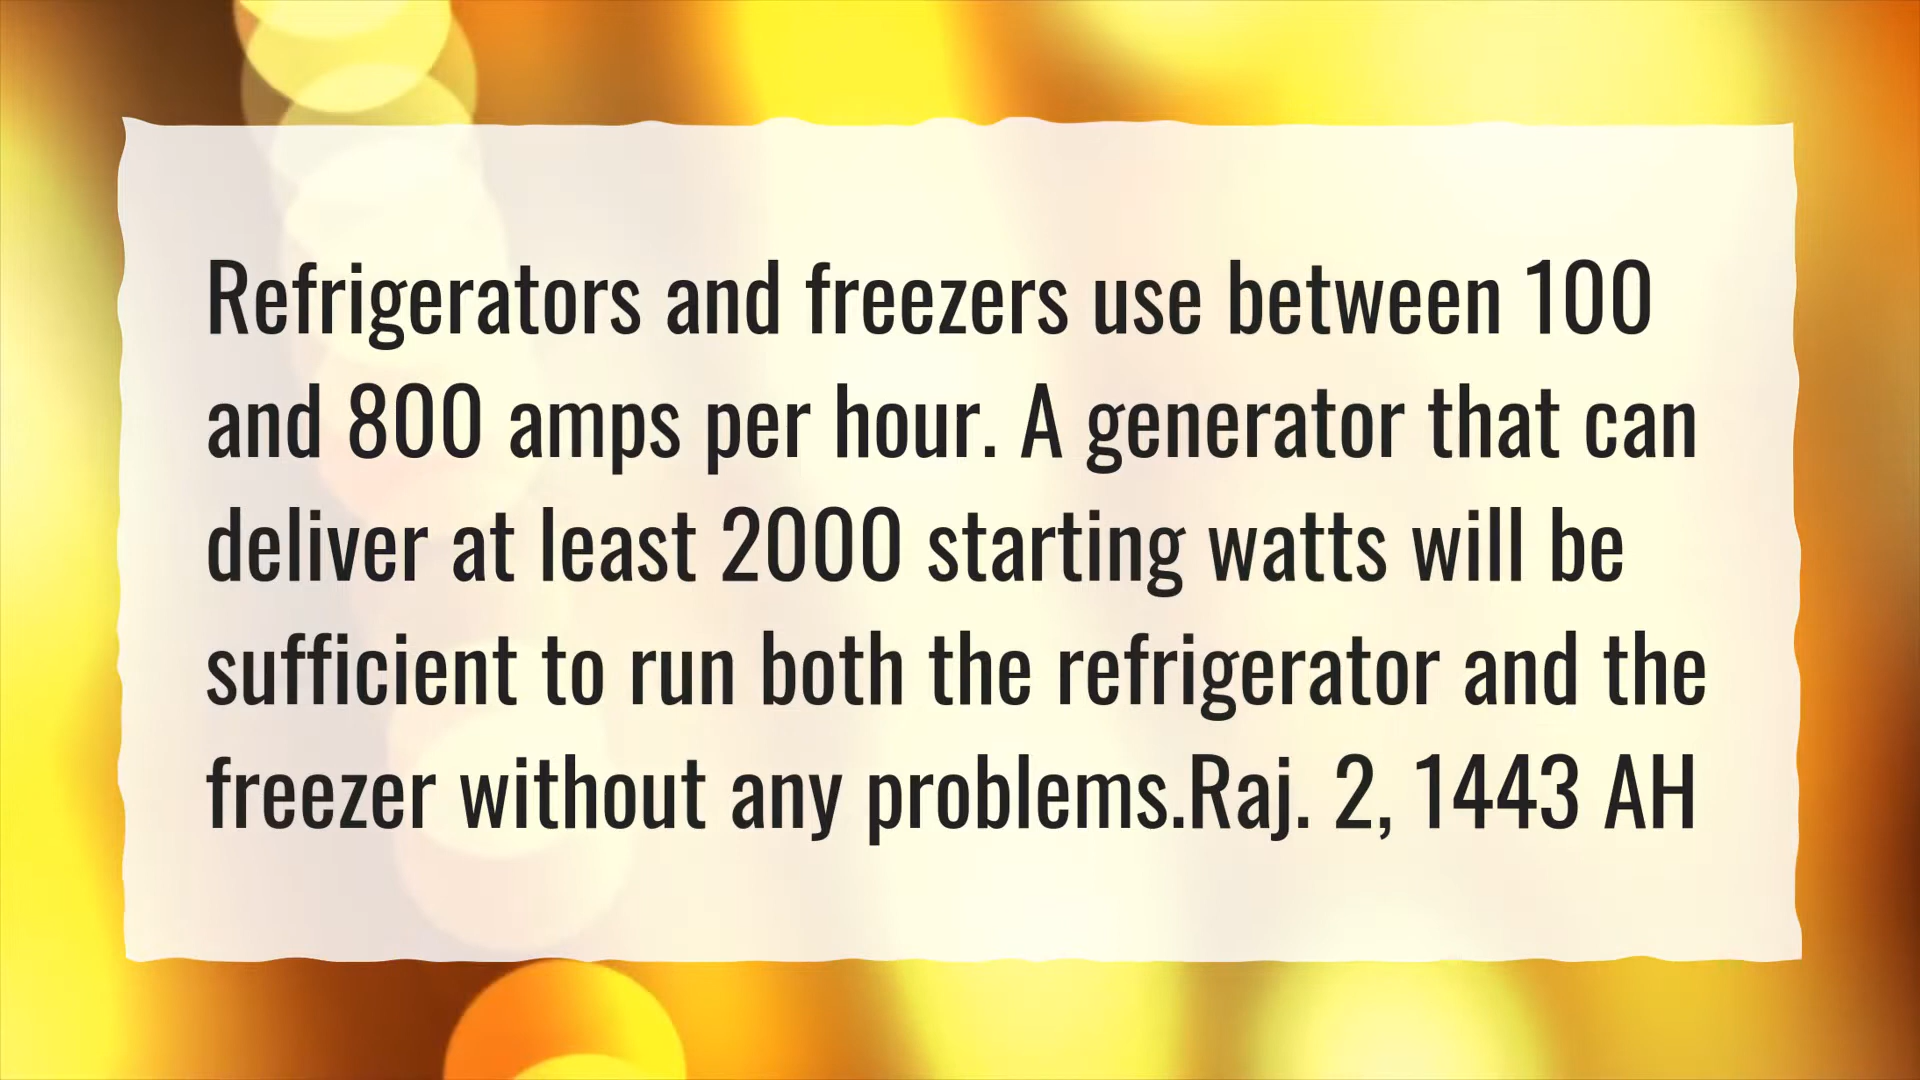 Refrigerators and freezers use between 100
and 800 amps per hour. A generator that can
deliver at least 2000 starting watts will be
sufficient to run both the refrigerator and the
freezer without any problems.Raj. 2, 1443 AH